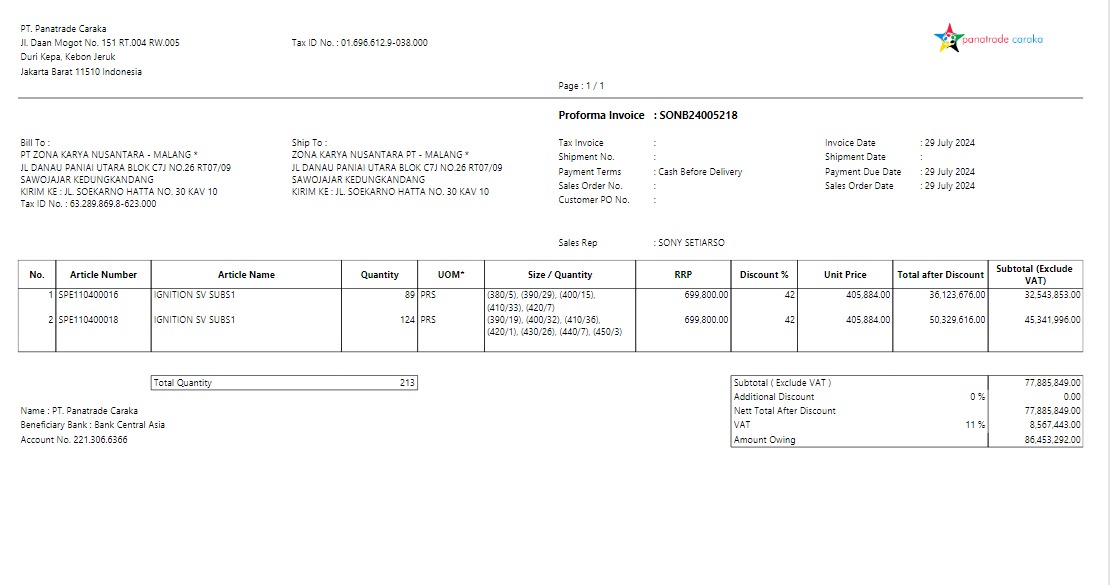 PT. Panatrade Caraka
Jl. Daan Mogot No. 151 RT.004 RW.005 Tax ID No. : 01.696.612.9-038.000
Duri Kepa, Kebon Jeruk
Jakarta Barat 11510 Indonesia
panatrade caraka
Page : 1 / 1
Proforma Invoice : SONB24005218
Bill To :
PT ZONA KARYA NUSANTARA - MALANG *
JL DANAU PANIAI UTARA BLOK C7J NO.26 RT07/09
SAWOJAJAR KEDUNGKANDANG
KIRIM KE : JL. SOEKARNO HATTA NO. 30 KAV 10
Tax ID No. : 63.289.869.8-623.000
Ship To :
ZONA KARYA NUSANTARA PT - MALANG *
JL DANAU PANIAI UTARA BLOK C7J NO.26 RT07/09
SAWOJAJAR KEDUNGKANDANG
KIRIM KE : JL. SOEKARNO HATTA NO. 30 KAV 10
Tax Invoice :
Shipment No. :
Payment Terms : Cash Before Delivery
Sales Order No. :
Customer PO No. :
Invoice Date : 29 July 2024
Shipment Date :
Payment Due Date : 29 July 2024
Sales Order Date : 29 July 2024
Sales Rep : SONY SETIARSO
No. Article Number Article Name Quantity UOM* Size / Quantity RRP Discount % Unit Price Total after Discount Subtotal (Exclude VAT)
1 SPE110400016 IGNITION SV SUBS1 89 PRS (380/5), (390/29), (400/15), 699,800.00 42 405,884.00 36,123,676.00 32,543,853.00
(410/33), (420/7)
2 SPE110400018 IGNITION SV SUBS1 124 PRS (390/19), (400/32), (410/36), 699,800.00 42 405,884.00 50,329,616.00 45,341,996.00
(420/1), (430/26), (440/7), (450/3)
Total Quantity 213
Subtotal ( Exclude VAT ) 77,885,849.00
Additional Discount 0 % 0.00
Nett Total After Discount 77,885,849.00
VAT 11 % 8,567,443.00
Amount Owing 86,453,292.00
Name : PT. Panatrade Caraka
Beneficiary Bank : Bank Central Asia
Account No. 221.306.6366